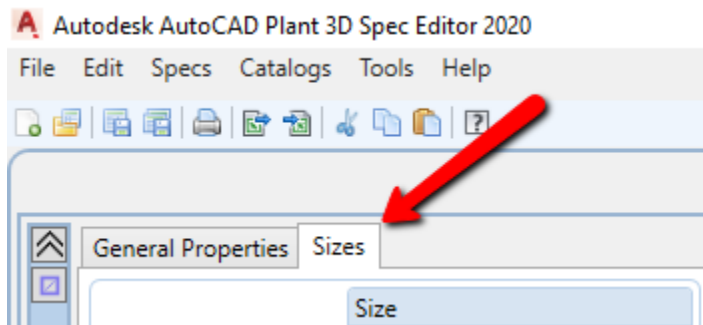 A Autodesk AutoCAD Plant 3D Spec Editor 2020
File Edit Specs Catalogs Tools Help
?
General Properties Sizes
Size